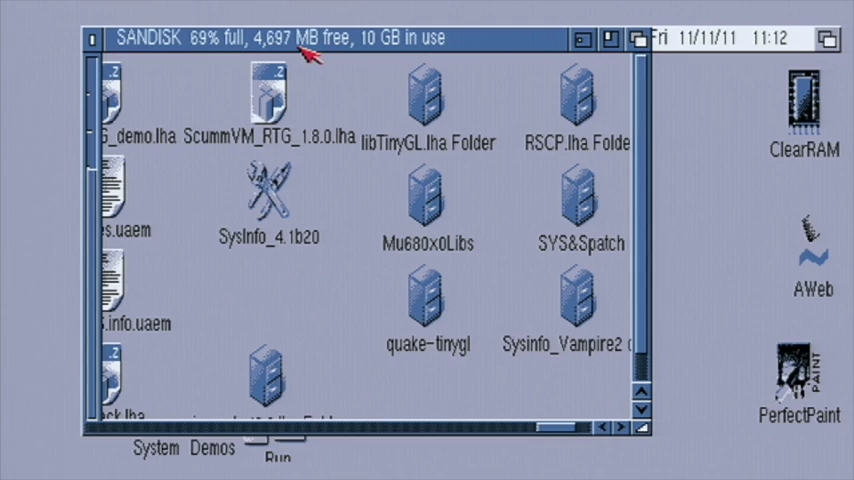 SANDISK 69% full, 4,697 MB free, 10 GB in use
Fri 11/11/11 11:12
_demo.lha
ScummVM_RTG_1.8.0.lha
libTinyGL.lha Folder
RSCP.lha Folde
ClearRAM
es.uaem
SysInfo_4.1b20
Mu680x0Libs
SYS&Spatch
AWeb
.info.uaem
quake-tinygl
Sysinfo_Vampire2
PAINT
PerfectPaint
System
Demos
Run